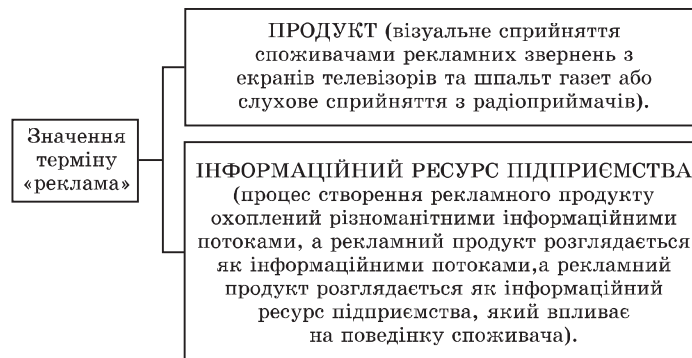 ПРОДУКТ (візуальне сприйняття
споживачами рекламних звернень з
екранів телевізорів та шпальт газет або
слухове сприйняття з радіоприймачів).
Значення
терміну
«реклама»
ІНФОРМАЦІЙНИЙ РЕСУРС ПІДПРИЄМСТВА
(процес створення рекламного продукту
охоплений різноманітними інформаційними
потоками, а рекламний продукт розглядається
як інформаційними потоками,а рекламний
продукт розглядається як інформаційний
ресурс підприємства, який впливає
на поведінку споживача).